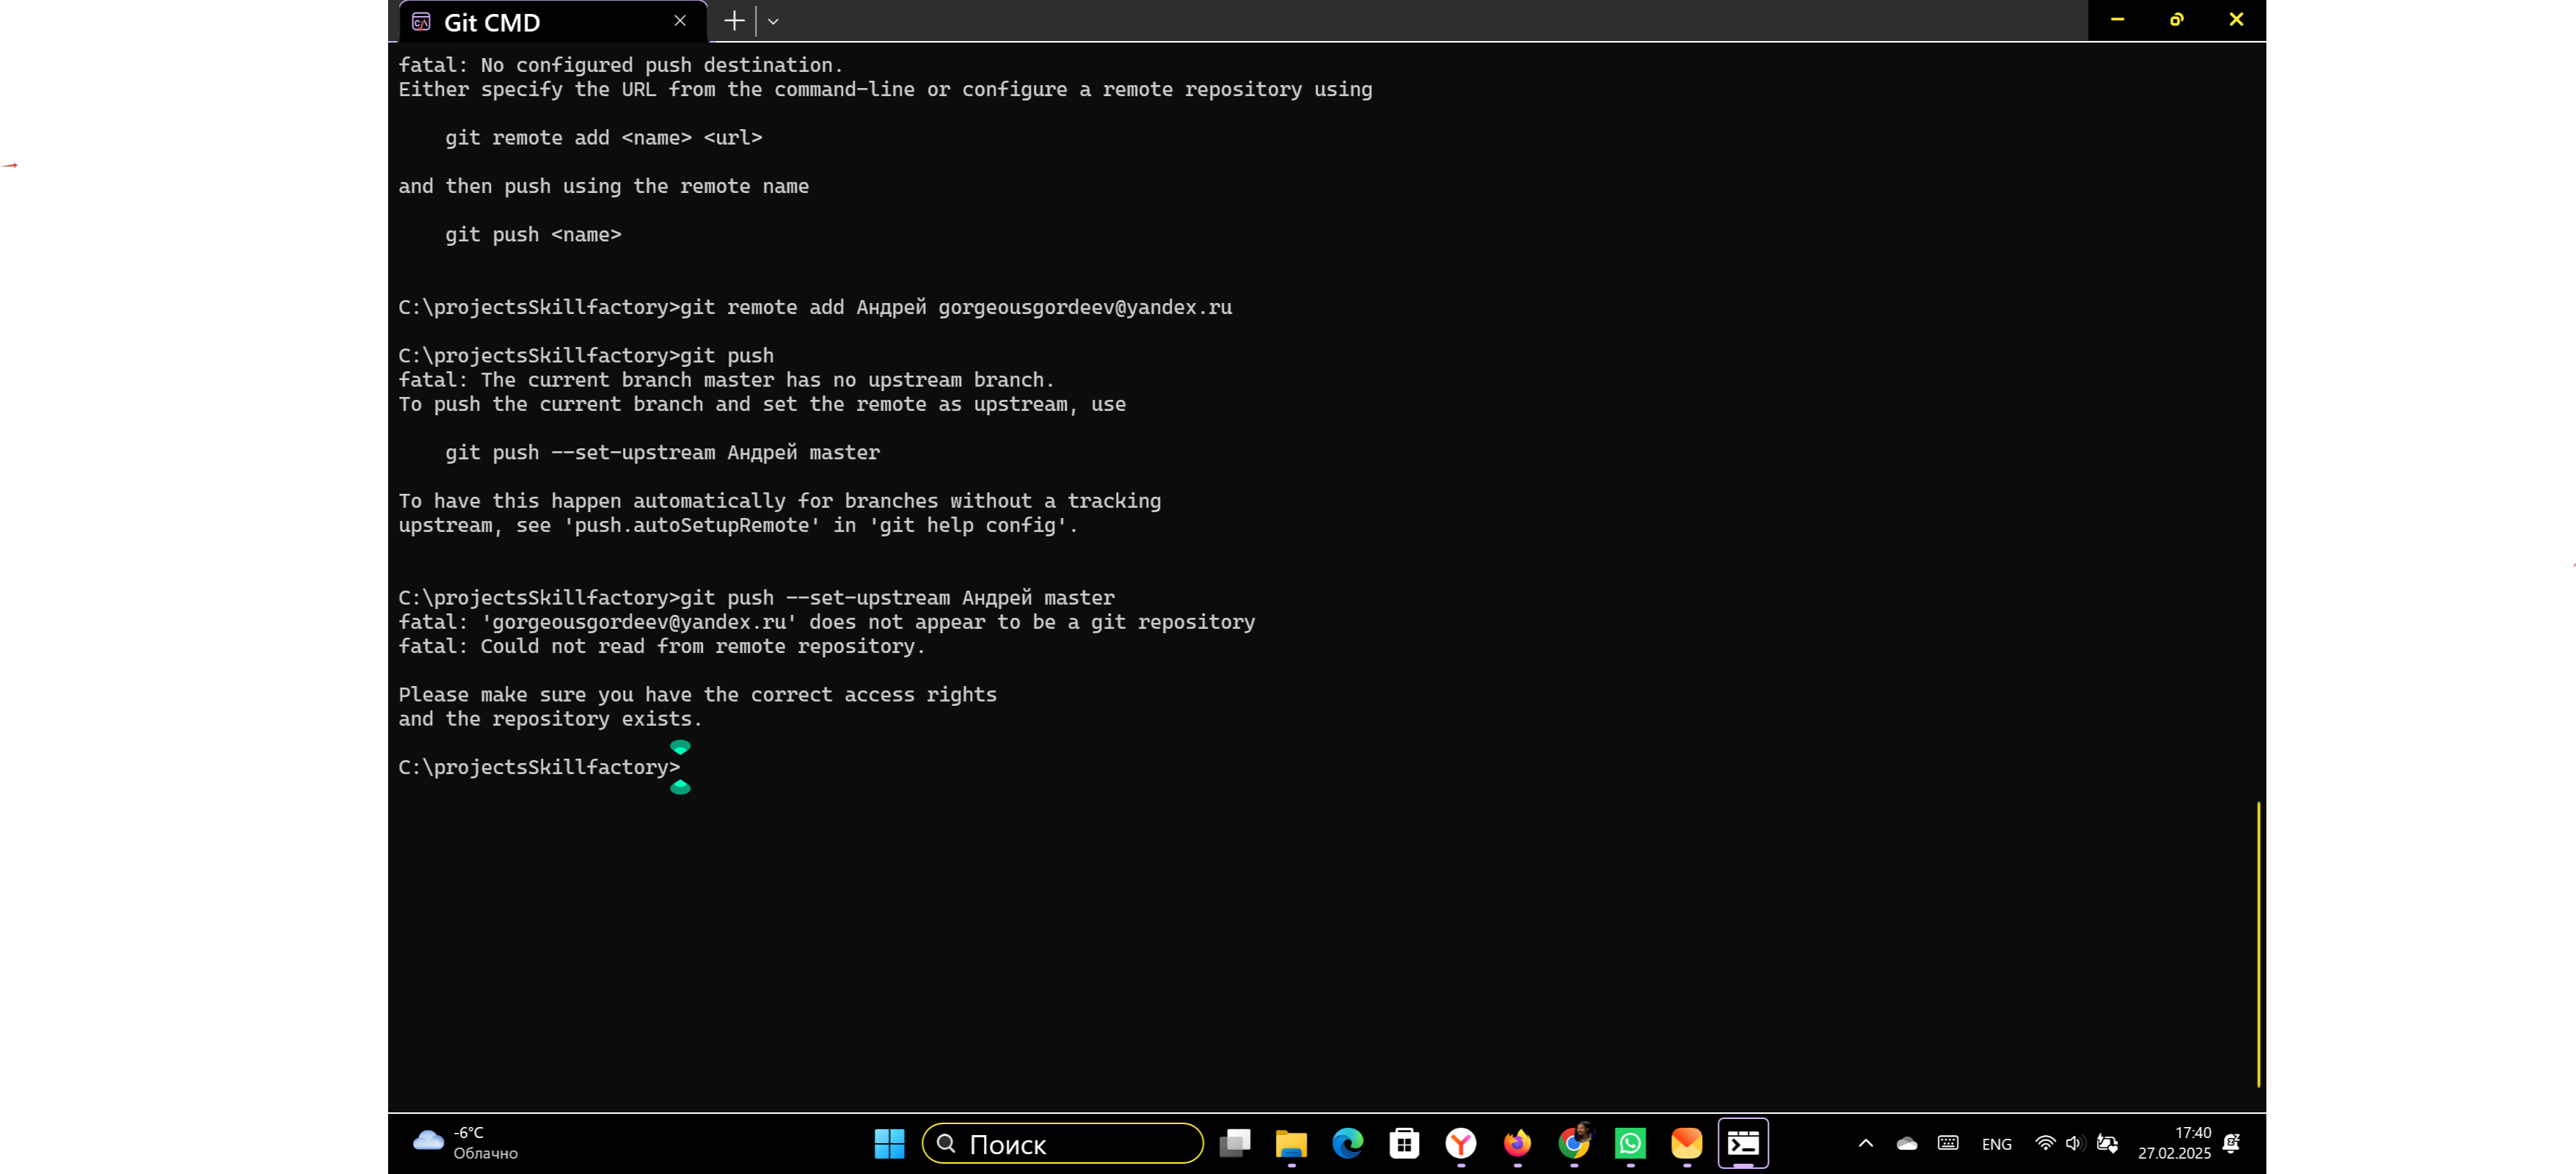 Git CMD
fatal: No configured push destination.
Either specify the URL from the command-line or configure a remote repository using
git remote add <name> <url>
and then push using the remote name
git push <name>
C:\projectsSkillfactory>git remote add Андрей gorgeousgordeev@yandex.ru
C:\projectsSkillfactory>git push
fatal: The current branch master has no upstream branch.
To push the current branch and set the remote as upstream, use
git push --set-upstream Андрей master
To have this happen automatically for branches without a tracking
upstream, see 'push.autoSetupRemote' in 'git help config'.
C:\projectsSkillfactory>git push --set-upstream Андрей master
fatal: 'gorgeousgordeev@yandex.ru' does not appear to be a git repository
fatal: Could not read from remote repository.
Please make sure you have the correct access rights
and the repository exists.
C:\projectsSkillfactory>
-6°C
Облачно
Поиск
ENG
17:40
27.02.2025